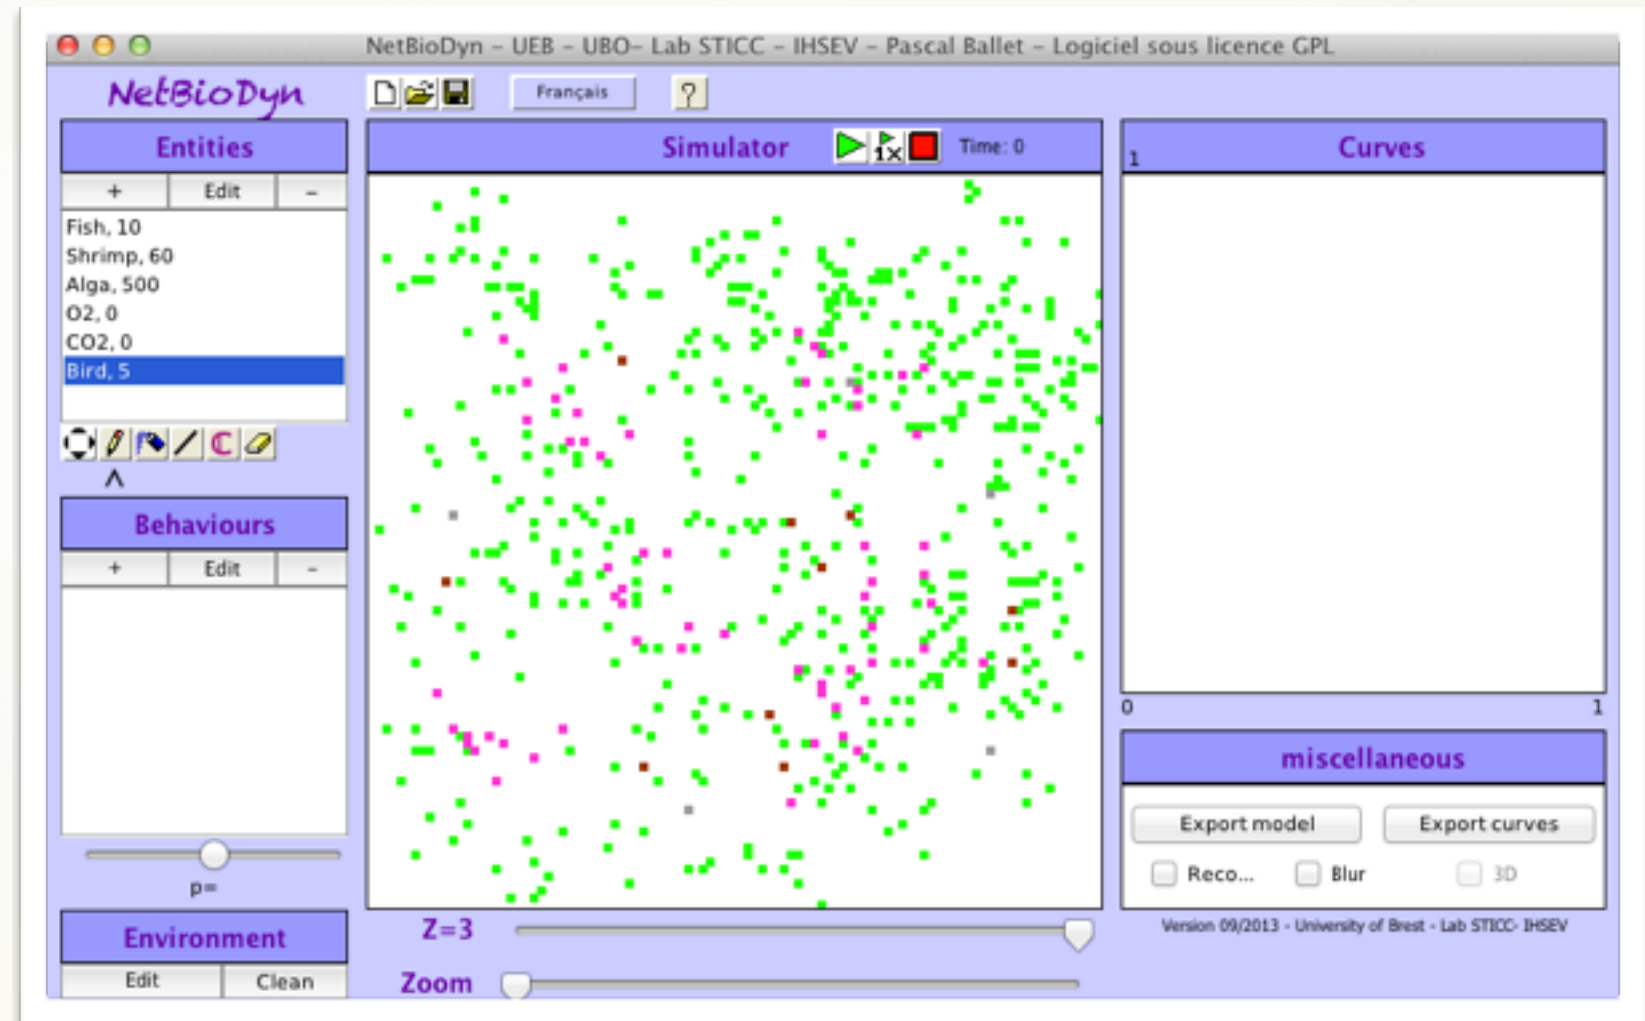 NetBioDyn – UEB – UBO– Lab STICC – IHSEV – Pascal Ballet – Logiciel sous licence GPL
NetBioDyn
Français
?
Entities
+ Edit –
Fish, 10
Shrimp, 60
Alga, 500
O2, 0
CO2, 0
Bird, 5
C
Behaviours
+ Edit –
p=
Environment
Edit Clean
Simulator 1x Time: 0
Z=3
Zoom
1 Curves
0 1
miscellaneous
Export model Export curves
Reco... Blur 3D
Version 09/2013 - University of Brest - Lab STICC- IHSEV